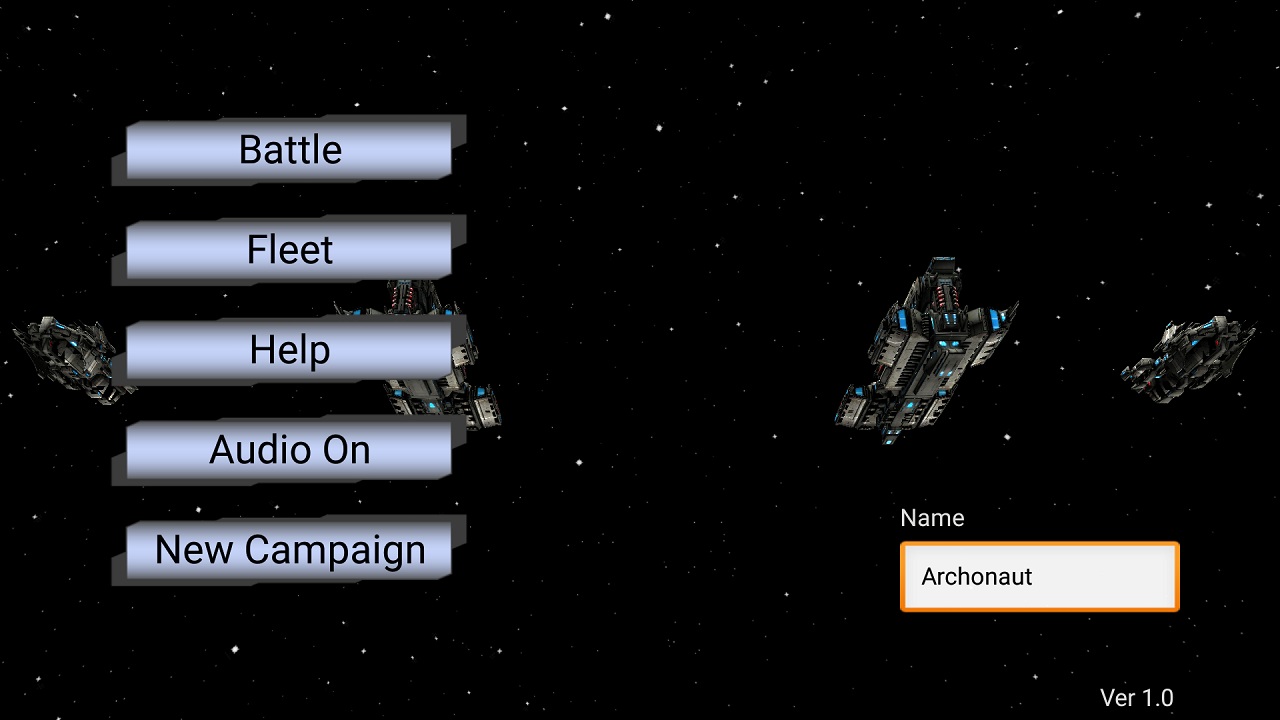 Battle
Fleet
Help
Audio On
New Campaign
Name
Archonaut
Ver 1.0